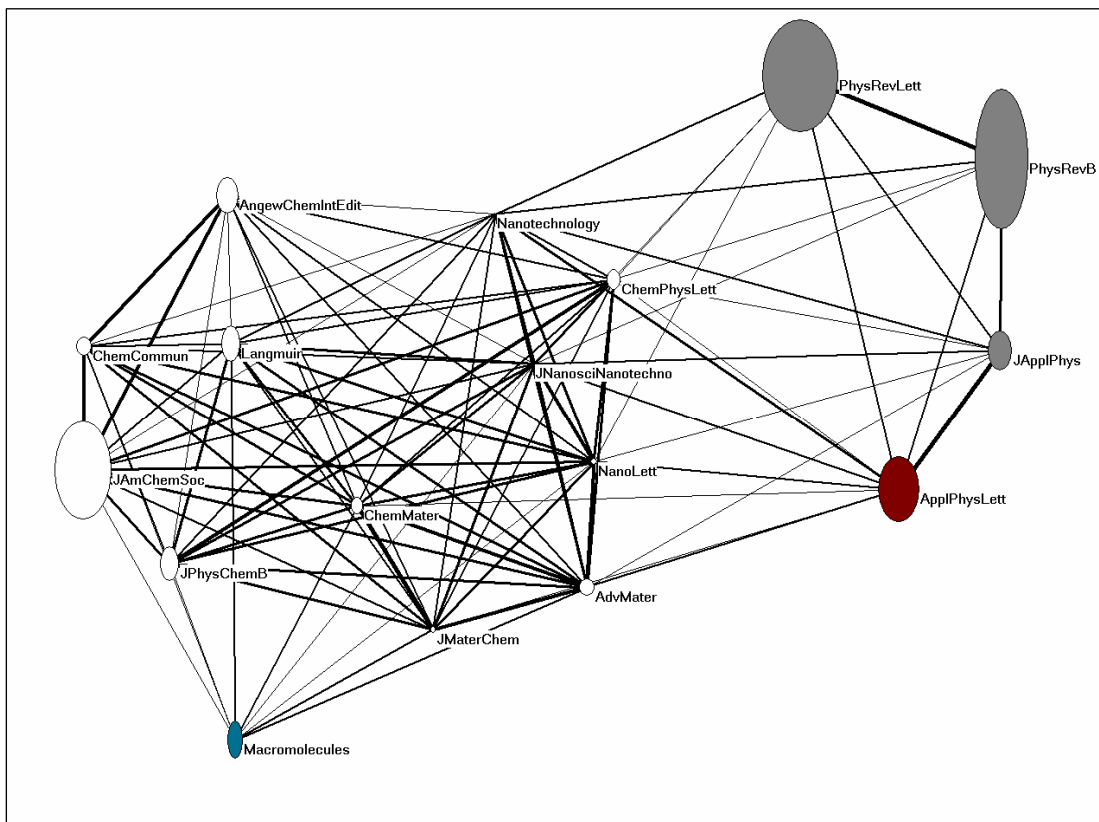 PhysRevLett
PhysRevB
AngewChemIntEdit
Nanotechnology
ChemPhysLett
ChemCommun
Langmuir
JNanosciNanotechno
JApplPhys
JAmChemSoc
NanoLett
ChemMater
ApplPhysLett
JPhysChemB
AdvMater
JMaterChem
Macromolecules